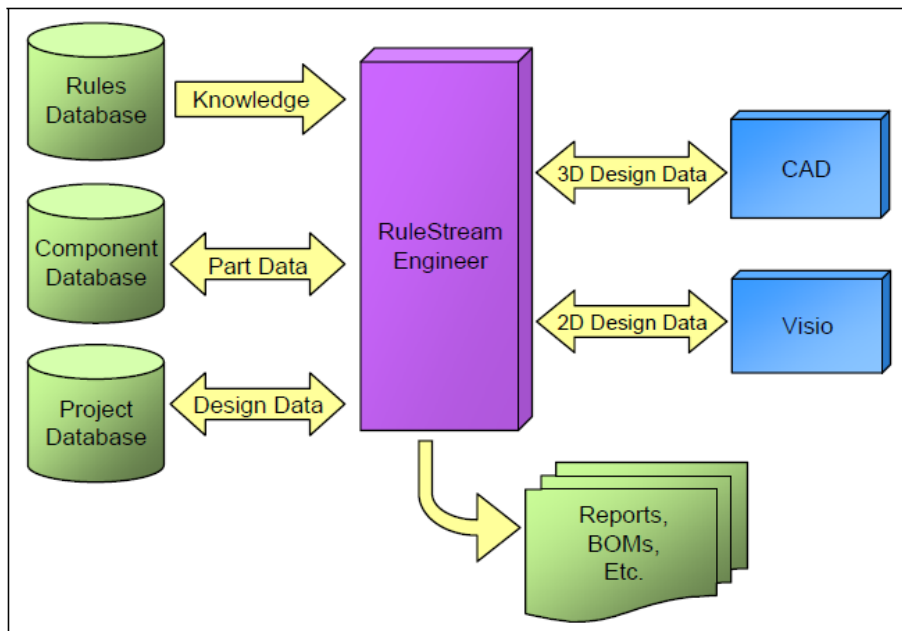 Rules
Database
Knowledge
Component
Database
Part Data
Project
Database
Design Data
RuleStream
Engineer
3D Design Data
CAD
2D Design Data
Visio
Reports,
BOMs,
Etc.